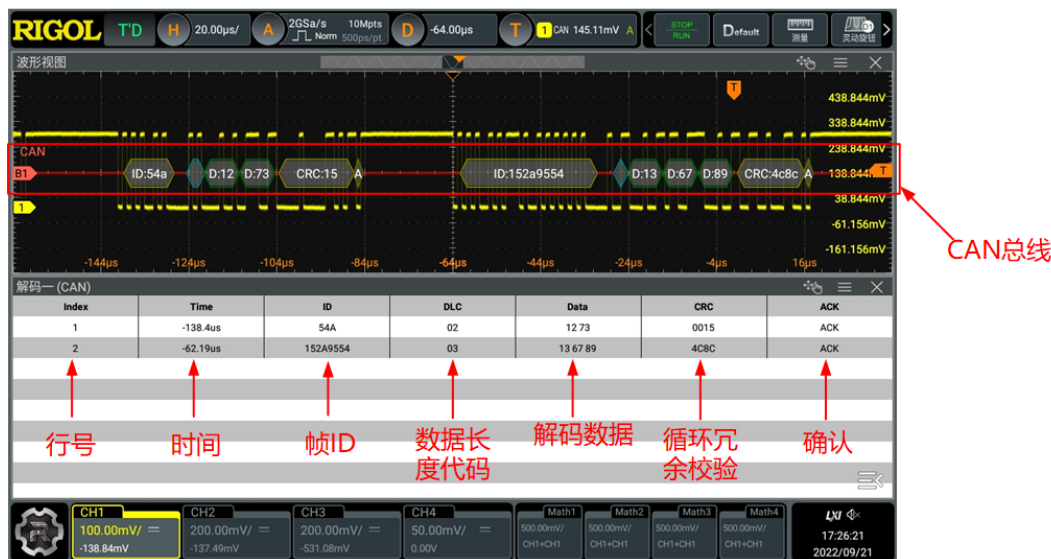 RIGOL T'D H 20.00μs/ A 2GSa/s 10Mpts Norm 500ps/pt D -64.00μs T 1 CAN 145.11mV A STOP RUN Default 测量 灵动旋钮
波形视图
T
438.844mV
338.844mV
CAN 238.844mV
B1 ID:54a D:12 D:73 CRC:15 A ID:152a9554 D:13 D:67 D:89 CRC:4c8c A 138.844 T
1 38.844mV
-61.156mV
-161.156mV
-144μs -124μs -104μs -84μs -64μs -44μs -24μs -4μs 16μs
CAN总线
解码一 (CAN)
Index Time ID DLC Data CRC ACK
1 -138.4us 54A 02 12 73 0015 ACK
2 -62.19us 152A9554 03 13 67 89 4C8C ACK
行号 时间 帧ID 数据长度代码 解码数据 循环冗余校验 确认
CH1 CH2 CH3 CH4 Math1 Math2 Math3 Math4 LXI
100.00mV/ 200.00mV/ 200.00mV/ 50.00mV/ 500.00mV/ 500.00mV/ 500.00mV/ 500.00mV/ 17:26:21
-138.84mV -137.49mV -531.08mV 0.00V CH1+CH1 CH1+CH1 CH1+CH1 CH1+CH1 2022/09/21